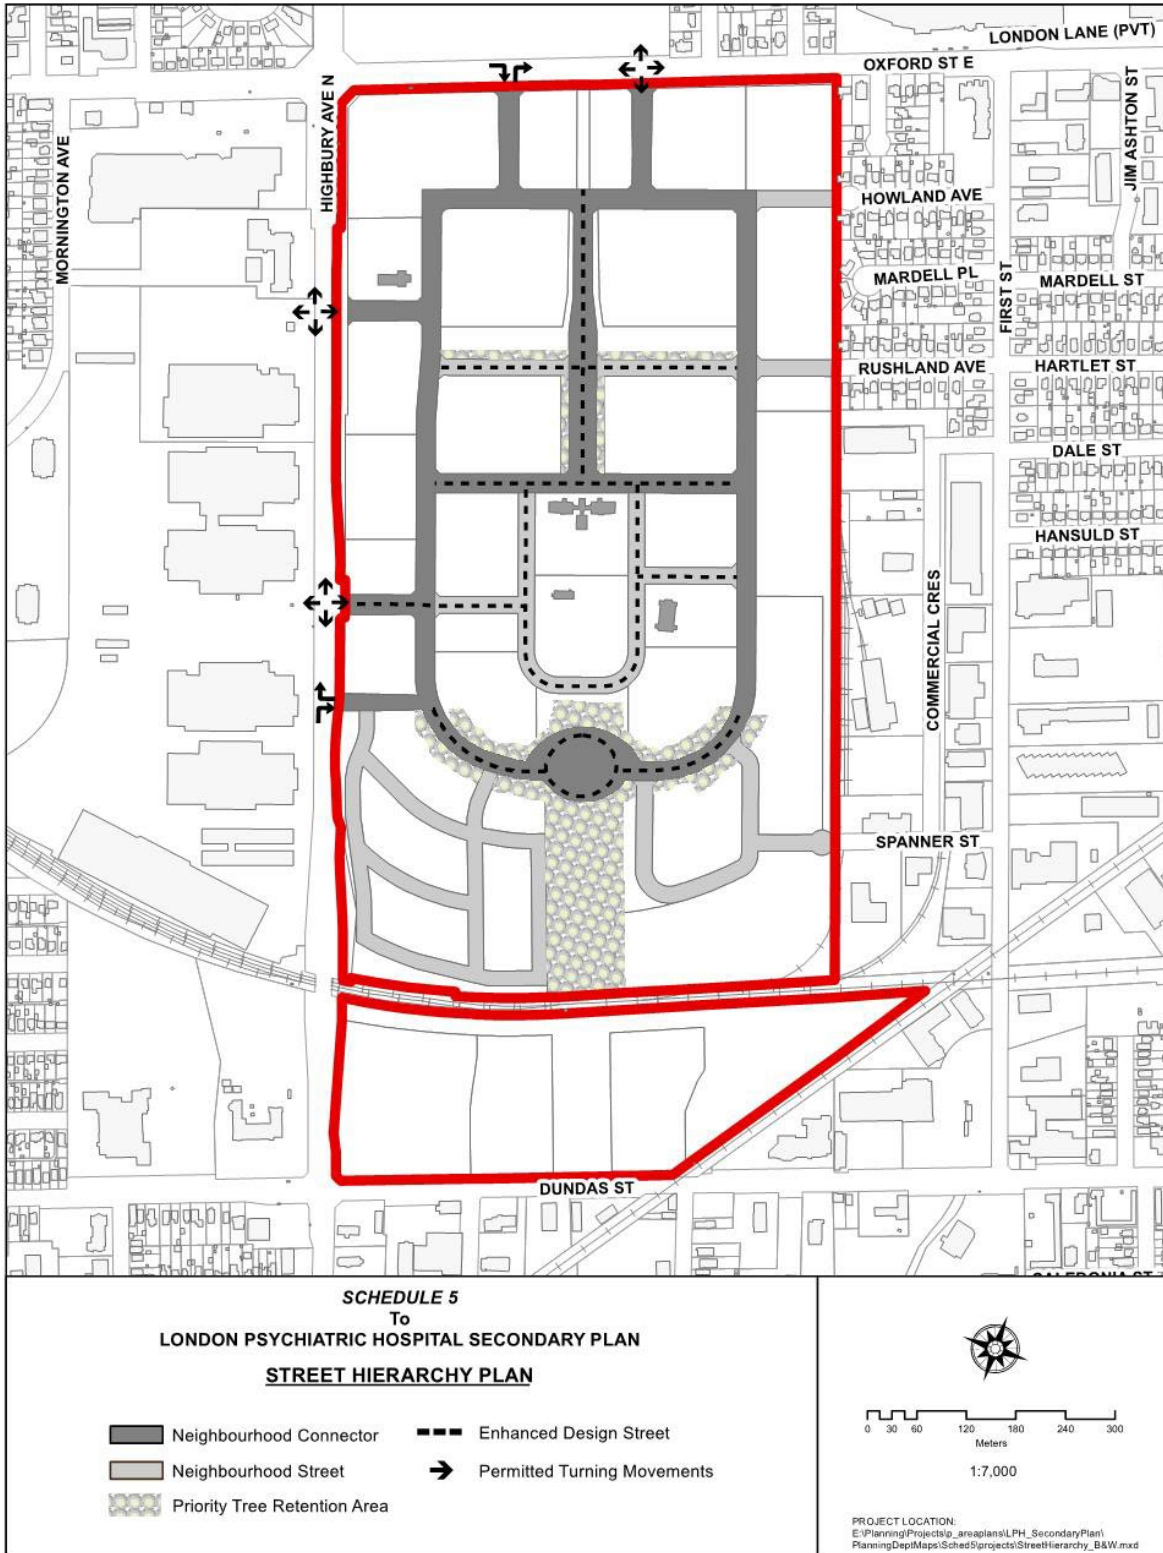 LONDON LANE (PVT)
OXFORD ST E
HIGHBURY AVE N
MORNINGTON AVE
JIM ASHTON ST
HOWLAND AVE
MARDELL PL
FIRST ST
MARDELL ST
RUSHLAND AVE
HARTLET ST
DALE ST
HANSULD ST
COMMERCIAL CRES
SPANNER ST
DUNDAS ST
CALEDONIA ST
SCHEDULE 5
To
LONDON PSYCHIATRIC HOSPITAL SECONDARY PLAN
STREET HIERARCHY PLAN
Neighbourhood Connector
Neighbourhood Street
Priority Tree Retention Area
Enhanced Design Street
Permitted Turning Movements
0 30 60 120 180 240 300
Meters
1:7,000
PROJECT LOCATION:
E:\Planning\Projects\p_areaplans\LPH_SecondaryPlan\
PlanningDeptMaps\Sched5\projects\StreetHierarchy_B&W.mxd